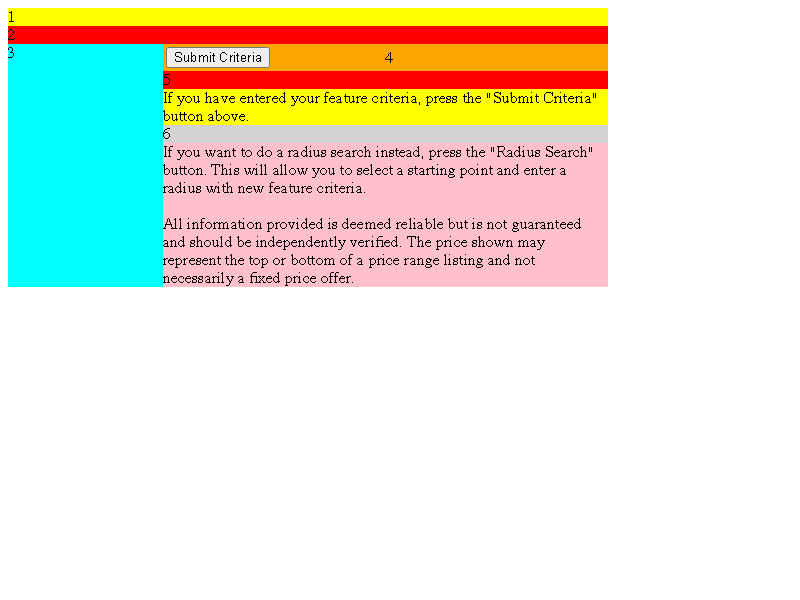 1
2
3
Submit Criteria 4
5
If you have entered your feature criteria, press the "Submit Criteria"
button above.
6
If you want to do a radius search instead, press the "Radius Search"
button. This will allow you to select a starting point and enter a
radius with new feature criteria.
All information provided is deemed reliable but is not guaranteed
and should be independently verified. The price shown may
represent the top or bottom of a price range listing and not
necessarily a fixed price offer.